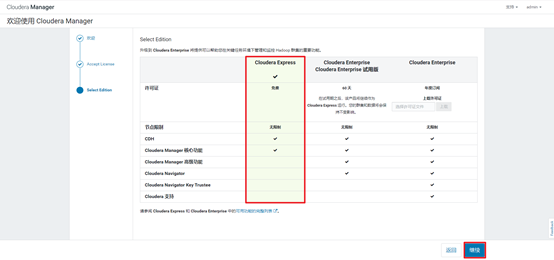 Cloudera Manager
支持
admin
欢迎使用 Cloudera Manager
欢迎
Accept License
Select Edition
Select Edition
升级到 Cloudera Enterprise 将提供可以帮助您在关键任务环境下管理和监控 Hadoop 群集的重要功能。
Cloudera Express
Cloudera Enterprise
Cloudera Enterprise 试用版
Cloudera Enterprise
许可证
免费
60 天
年度订阅
在试用期之后，该产品将继续作为
Cloudera Express 运行。您的群集和数据将会保
持不受影响。
上载许可证
选择许可证文件
上载
节点限制
无限制
无限制
无限制
CDH
Cloudera Manager 核心功能
Cloudera Manager 高级功能
Cloudera Navigator
Cloudera Navigator Key Trustee
Cloudera 支持
Cloudera Express 和 Cloudera Enterprise 中的可用功能的完整列表
返回
继续
Feedback